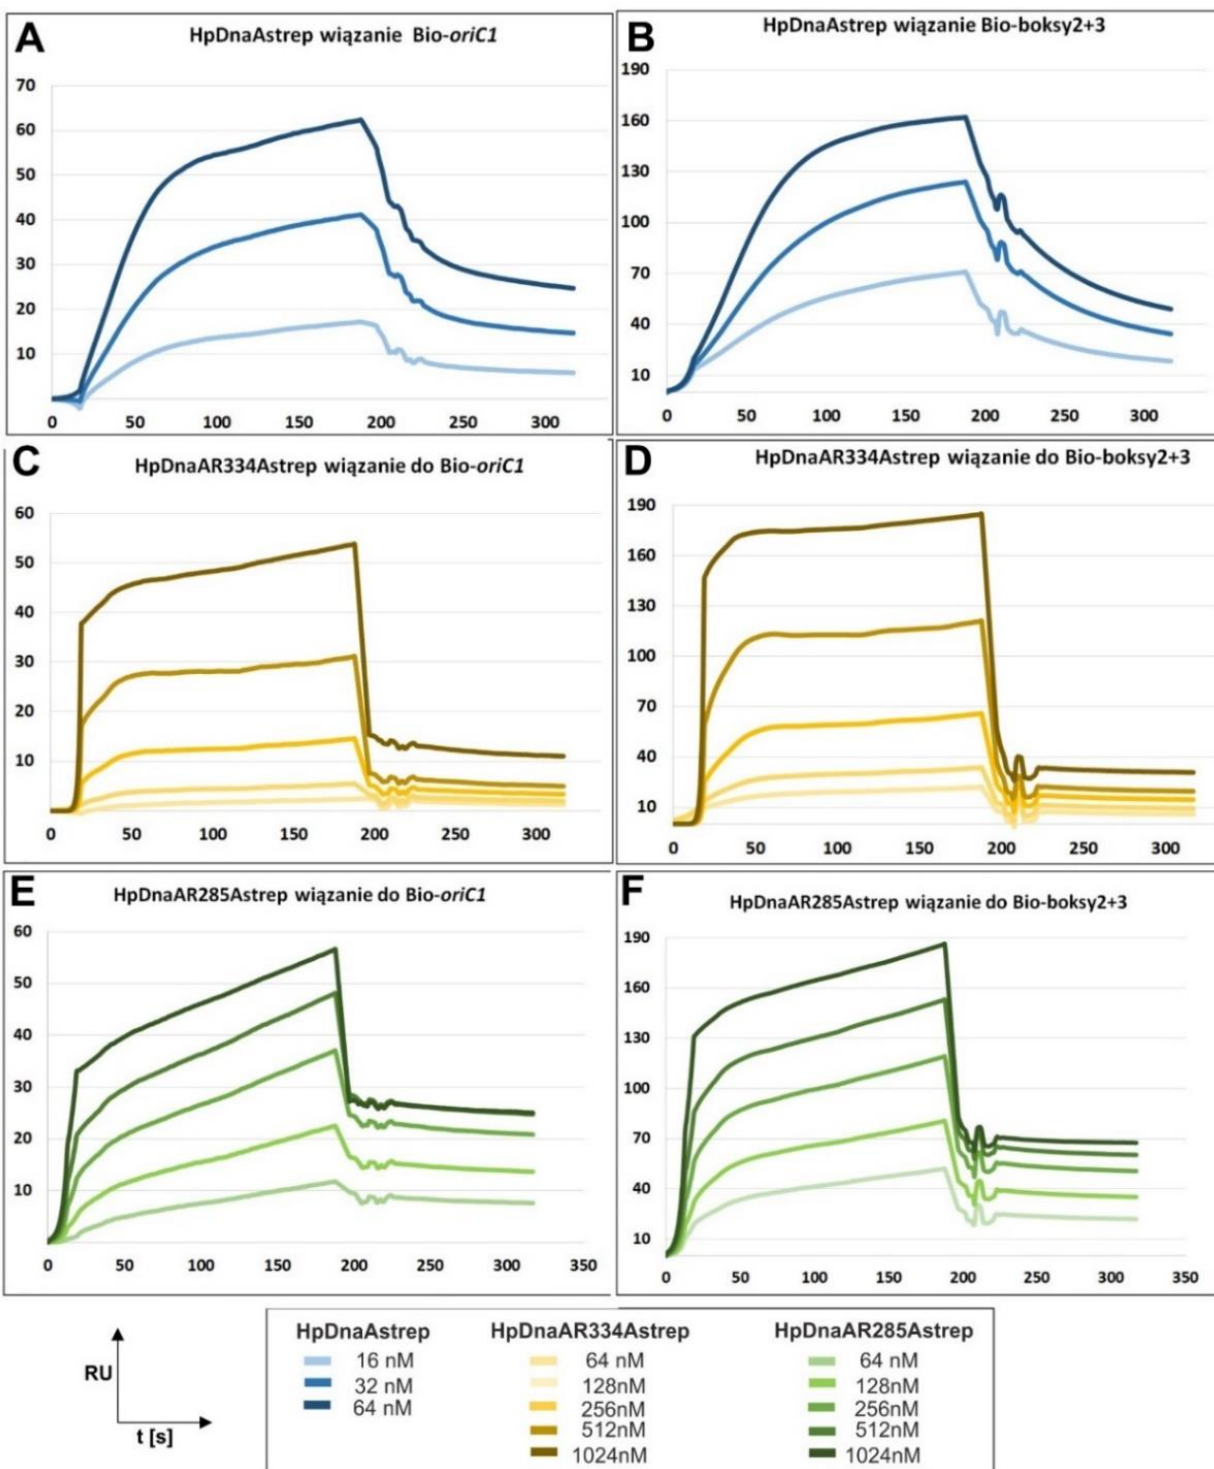 A
HpDnaAstrep wiązanie Bio-oriC1
70
60
50
40
30
20
10
0 50 100 150 200 250 300
B
HpDnaAstrep wiązanie Bio-boksy2+3
190
160
130
100
70
40
10
0 50 100 150 200 250 300
C
HpDnaAR334Astrep wiązanie do Bio-oriC1
60
50
40
30
20
10
0 50 100 150 200 250 300
D
HpDnaAR334Astrep wiązanie do Bio-boksy2+3
190
160
130
100
70
40
10
0 50 100 150 200 250 300
E
HpDnaAR285Astrep wiązanie do Bio-oriC1
60
50
40
30
20
10
0 50 100 150 200 250 300 350
F
HpDnaAR285Astrep wiązanie do Bio-boksy2+3
190
160
130
100
70
40
10
0 50 100 150 200 250 300 350
RU
t [s]
HpDnaAstrep
16 nM
32 nM
64 nM
HpDnaAR334Astrep
64 nM
128nM
256nM
512nM
1024nM
HpDnaAR285Astrep
64 nM
128nM
256nM
512nM
1024nM